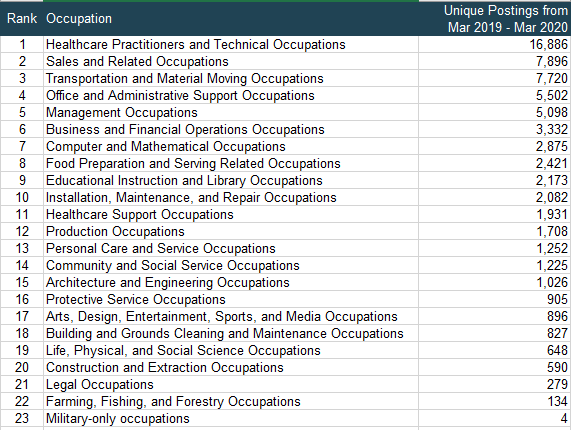 Rank Occupation Unique Postings from
Mar 2019 - Mar 2020
1 Healthcare Practitioners and Technical Occupations 16,886
2 Sales and Related Occupations 7,896
3 Transportation and Material Moving Occupations 7,720
4 Office and Administrative Support Occupations 5,502
5 Management Occupations 5,098
6 Business and Financial Operations Occupations 3,332
7 Computer and Mathematical Occupations 2,875
8 Food Preparation and Serving Related Occupations 2,421
9 Educational Instruction and Library Occupations 2,173
10 Installation, Maintenance, and Repair Occupations 2,082
11 Healthcare Support Occupations 1,931
12 Production Occupations 1,708
13 Personal Care and Service Occupations 1,252
14 Community and Social Service Occupations 1,225
15 Architecture and Engineering Occupations 1,026
16 Protective Service Occupations 905
17 Arts, Design, Entertainment, Sports, and Media Occupations 896
18 Building and Grounds Cleaning and Maintenance Occupations 827
19 Life, Physical, and Social Science Occupations 648
20 Construction and Extraction Occupations 590
21 Legal Occupations 279
22 Farming, Fishing, and Forestry Occupations 134
23 Military-only occupations 4